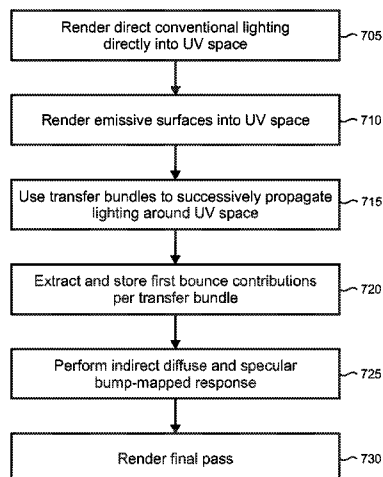 Render direct conventional lighting
directly into UV space
705
Render emissive surfaces into UV space
710
Use transfer bundles to successively propagate
lighting around UV space
715
Extract and store first bounce contributions
per transfer bundle
720
Perform indirect diffuse and specular
bump-mapped response
725
Render final pass
730